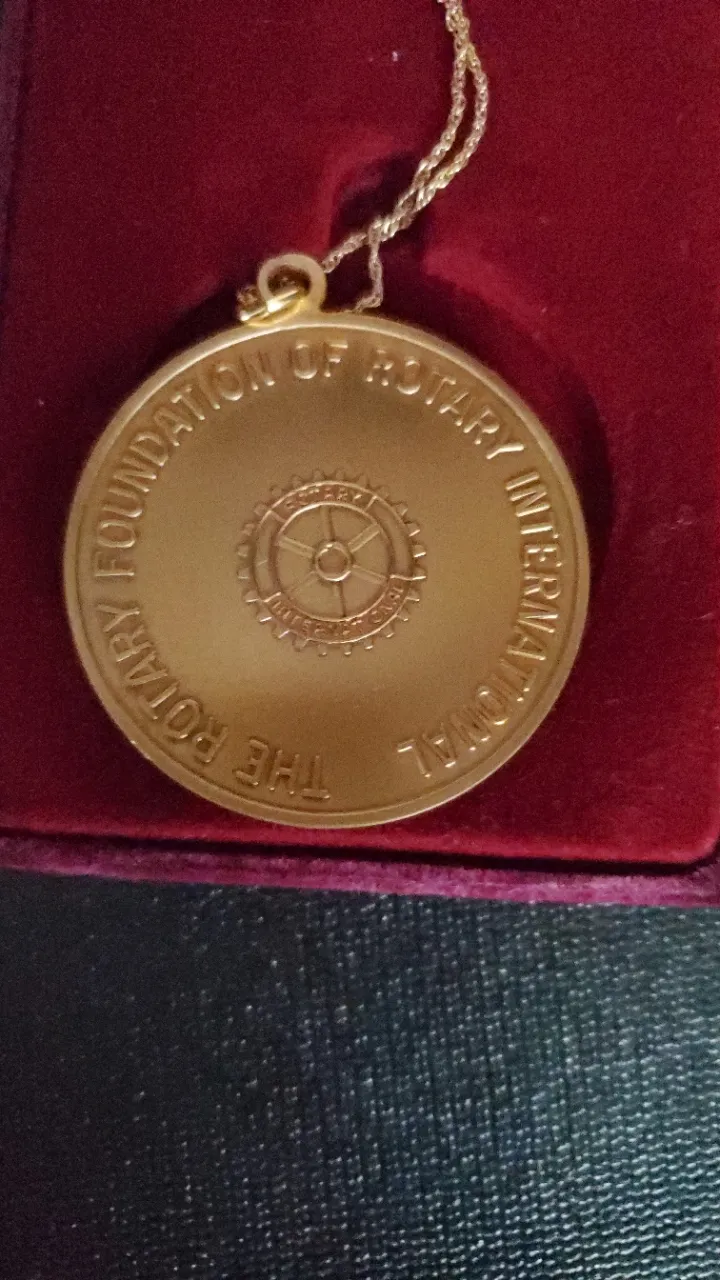 THE ROTARY FOUNDATION OF ROTARY INTERNATIONAL
ROTARY
INTERNATIONAL